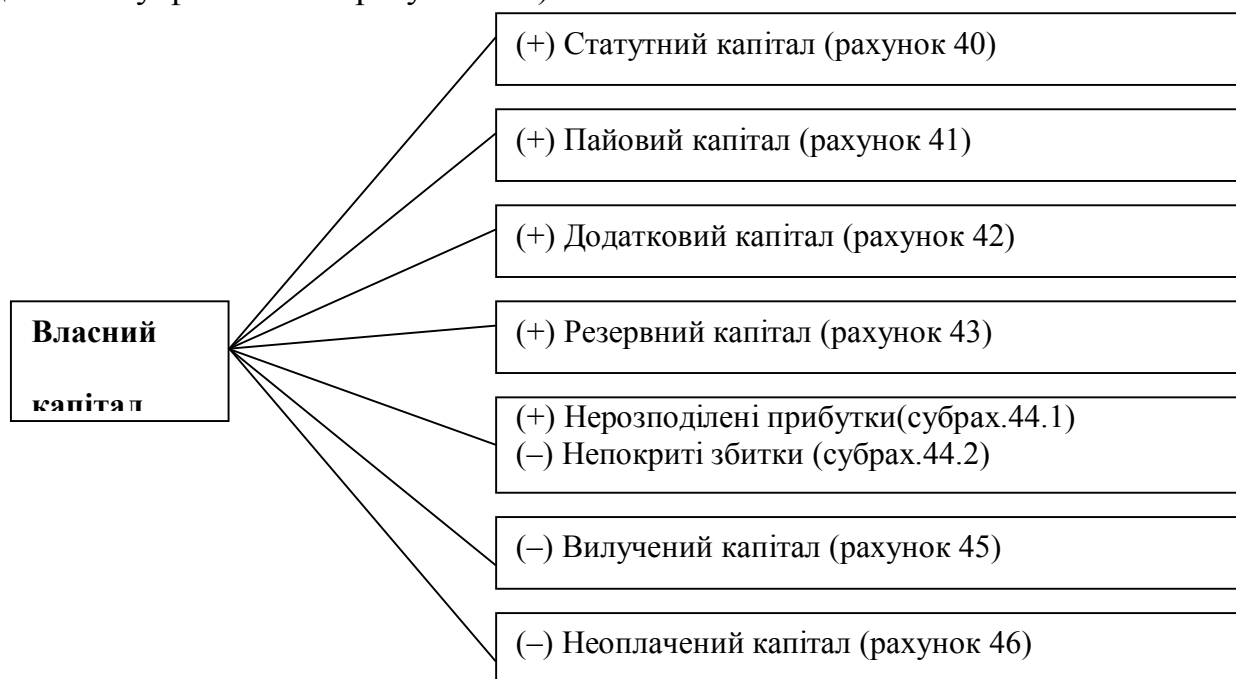 (+) Статутний капітал (рахунок 40)
(+) Пайовий капітал (рахунок 41)
(+) Додатковий капітал (рахунок 42)
Власний
капітал
(+) Резервний капітал (рахунок 43)
(+) Нерозподілені прибутки(субрах.44.1)
(–) Непокриті збитки (субрах.44.2)
(–) Вилучений капітал (рахунок 45)
(–) Неоплачений капітал (рахунок 46)